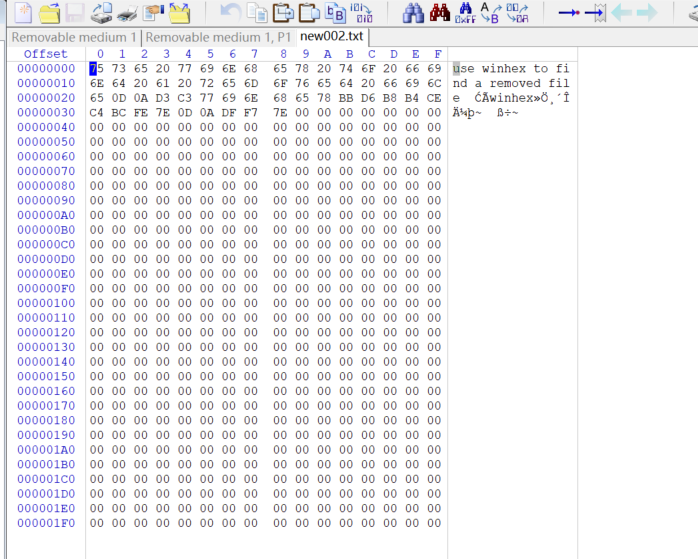 Removable medium 1 Removable medium 1, P1 new002.txt
Offset 0 1 2 3 4 5 6 7 8 9 A B C D E F
00000000 75 73 65 20 77 69 6E 68 65 78 20 74 6F 20 66 69 use winhex to fi
00000010 6E 64 20 61 20 72 65 6D 6F 76 65 64 20 66 69 6C nd a removed fil
00000020 65 0D 0A D3 C3 77 69 6E 68 65 78 BB D6 B8 B4 CE e ÓÃwinhex»Ö¸´Î
00000030 C4 BC FE 7E 0D 0A DF F7 7E 00 00 00 00 00 00 00 Ä¼þ~ ß÷~
00000040 00 00 00 00 00 00 00 00 00 00 00 00 00 00 00 00
00000050 00 00 00 00 00 00 00 00 00 00 00 00 00 00 00 00
00000060 00 00 00 00 00 00 00 00 00 00 00 00 00 00 00 00
00000070 00 00 00 00 00 00 00 00 00 00 00 00 00 00 00 00
00000080 00 00 00 00 00 00 00 00 00 00 00 00 00 00 00 00
00000090 00 00 00 00 00 00 00 00 00 00 00 00 00 00 00 00
000000A0 00 00 00 00 00 00 00 00 00 00 00 00 00 00 00 00
000000B0 00 00 00 00 00 00 00 00 00 00 00 00 00 00 00 00
000000C0 00 00 00 00 00 00 00 00 00 00 00 00 00 00 00 00
000000D0 00 00 00 00 00 00 00 00 00 00 00 00 00 00 00 00
000000E0 00 00 00 00 00 00 00 00 00 00 00 00 00 00 00 00
000000F0 00 00 00 00 00 00 00 00 00 00 00 00 00 00 00 00
00000100 00 00 00 00 00 00 00 00 00 00 00 00 00 00 00 00
00000110 00 00 00 00 00 00 00 00 00 00 00 00 00 00 00 00
00000120 00 00 00 00 00 00 00 00 00 00 00 00 00 00 00 00
00000130 00 00 00 00 00 00 00 00 00 00 00 00 00 00 00 00
00000140 00 00 00 00 00 00 00 00 00 00 00 00 00 00 00 00
00000150 00 00 00 00 00 00 00 00 00 00 00 00 00 00 00 00
00000160 00 00 00 00 00 00 00 00 00 00 00 00 00 00 00 00
00000170 00 00 00 00 00 00 00 00 00 00 00 00 00 00 00 00
00000180 00 00 00 00 00 00 00 00 00 00 00 00 00 00 00 00
00000190 00 00 00 00 00 00 00 00 00 00 00 00 00 00 00 00
000001A0 00 00 00 00 00 00 00 00 00 00 00 00 00 00 00 00
000001B0 00 00 00 00 00 00 00 00 00 00 00 00 00 00 00 00
000001C0 00 00 00 00 00 00 00 00 00 00 00 00 00 00 00 00
000001D0 00 00 00 00 00 00 00 00 00 00 00 00 00 00 00 00
000001E0 00 00 00 00 00 00 00 00 00 00 00 00 00 00 00 00
000001F0 00 00 00 00 00 00 00 00 00 00 00 00 00 00 00 00